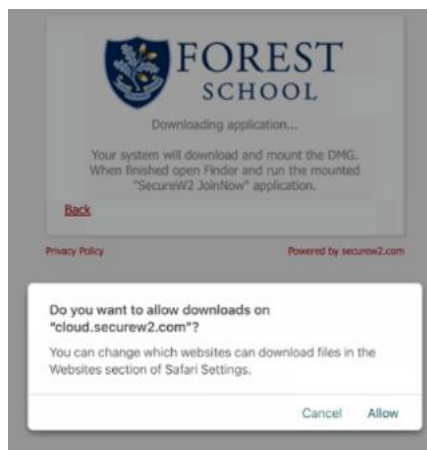 FOREST
SCHOOL
Downloading application...
Your system will download and mount the DMG.
When finished open Finder and run the mounted
"SecureW2 JoinNow" application.
Back
Privacy Policy
Powered by securew2.com
Do you want to allow downloads on
"cloud.securew2.com"?
You can change which websites can download files in the
Websites section of Safari Settings.
Cancel
Allow